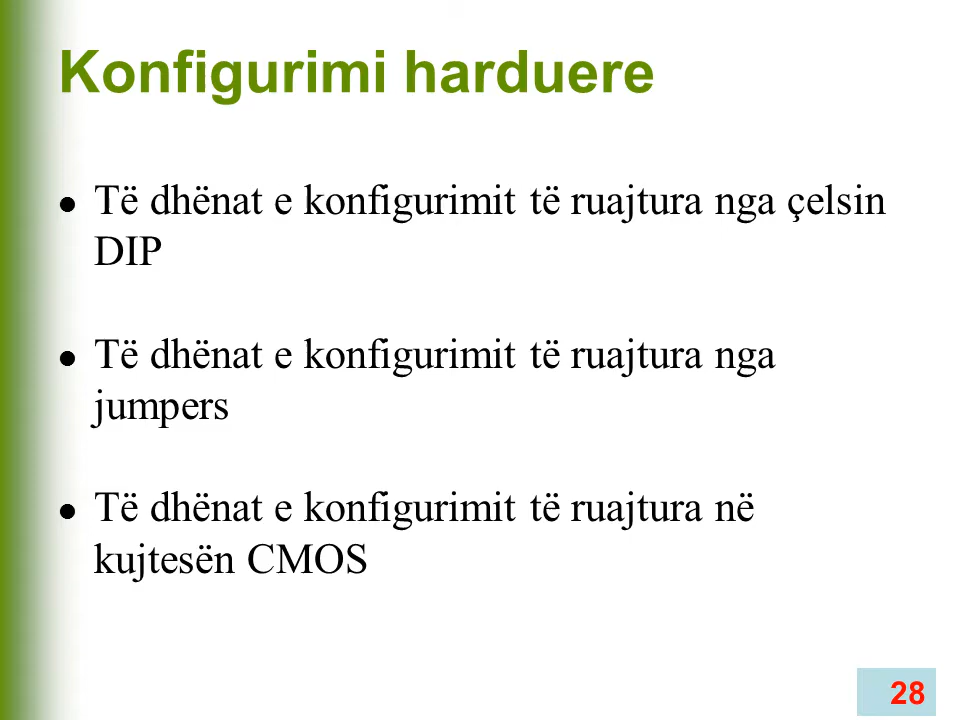 Konfigurimi harduere
● Të dhënat e konfigurimit të ruajtura nga çelsin
DIP
● Të dhënat e konfigurimit të ruajtura nga
jumpers
● Të dhënat e konfigurimit të ruajtura në
kujtesën CMOS
28